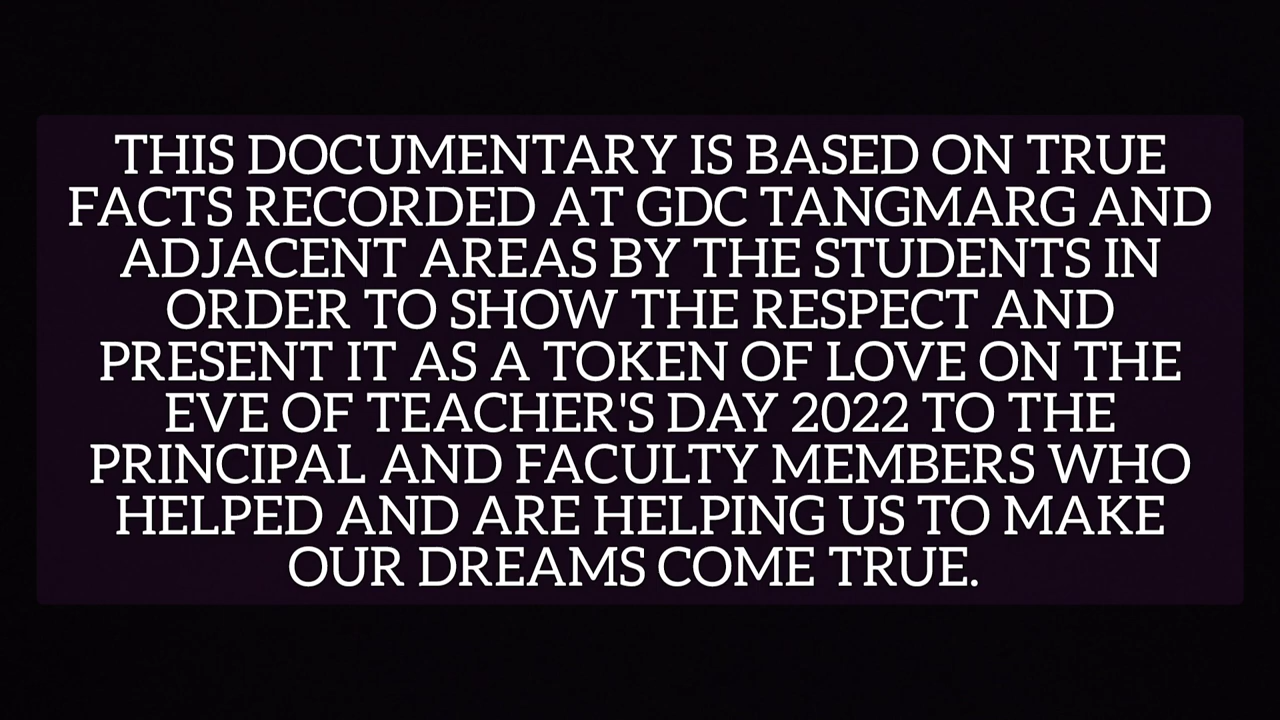 THIS DOCUMENTARY IS BASED ON TRUE
FACTS RECORDED AT GDC TANGMARG AND
ADJACENT AREAS BY THE STUDENTS IN
ORDER TO SHOW THE RESPECT AND
PRESENT IT AS A TOKEN OF LOVE ON THE
EVE OF TEACHER'S DAY 2022 TO THE
PRINCIPAL AND FACULTY MEMBERS WHO
HELPED AND ARE HELPING US TO MAKE
OUR DREAMS COME TRUE.